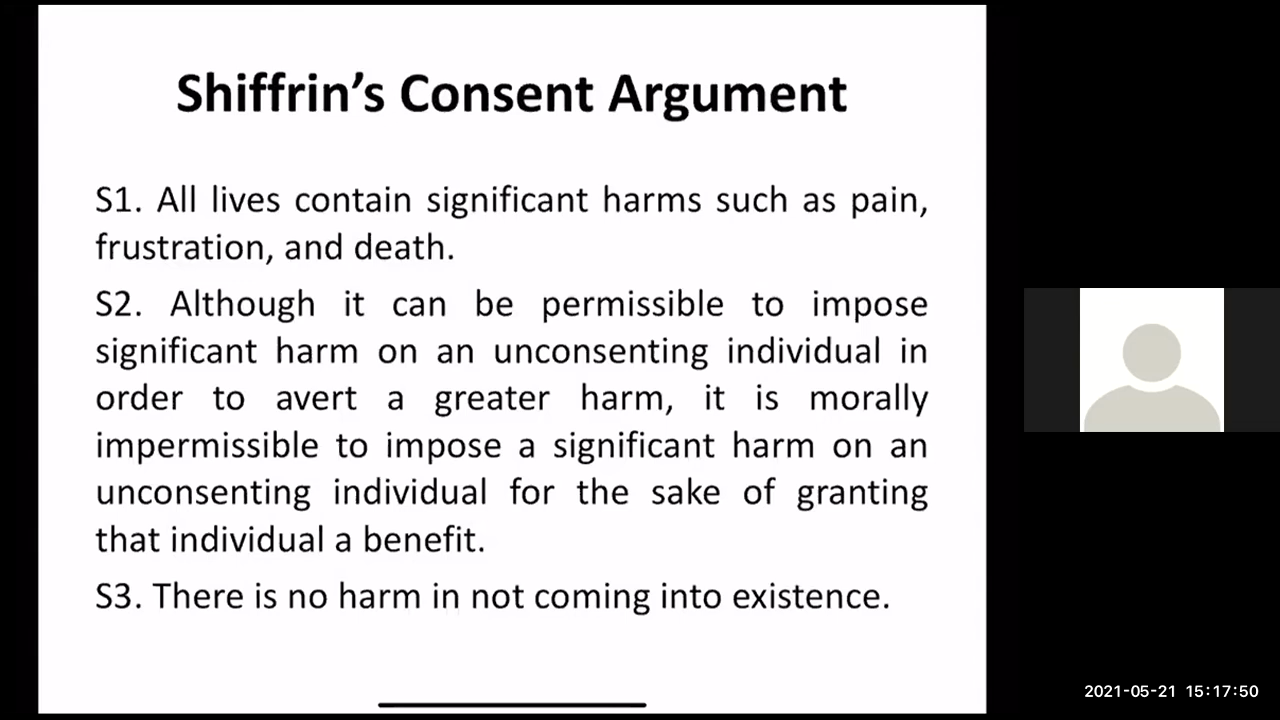 Shiffrin’s Consent Argument
S1. All lives contain significant harms such as pain,
frustration, and death.
S2. Although it can be permissible to impose
significant harm on an unconsenting individual in
order to avert a greater harm, it is morally
impermissible to impose a significant harm on an
unconsenting individual for the sake of granting
that individual a benefit.
S3. There is no harm in not coming into existence.
2021-05-21 15:17:50